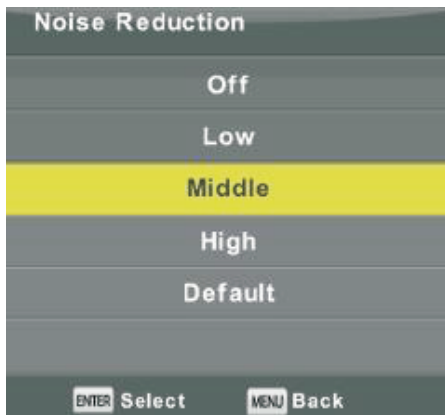 Noise Reduction
Off
Low
Middle
High
Default
ENTER Select MENU Back